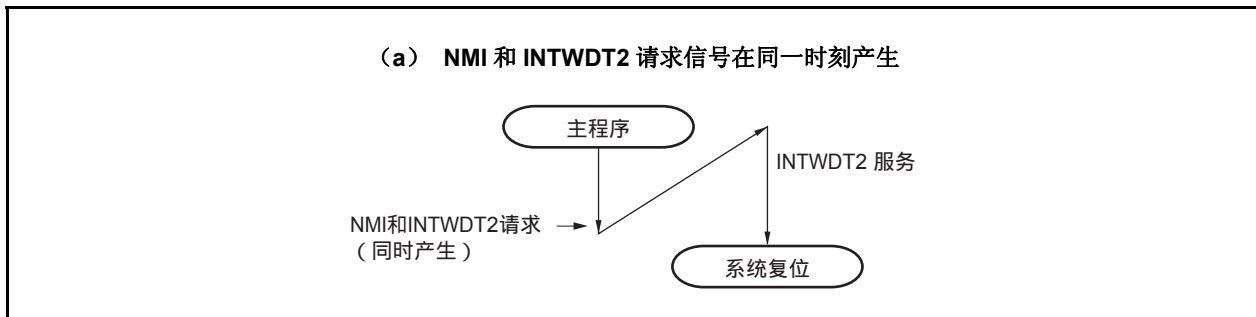 （a） NMI 和 INTWDT2 请求信号在同一时刻产生
主程序
INTWDT2 服务
NMI和INTWDT2请求
（同时产生）
系统复位